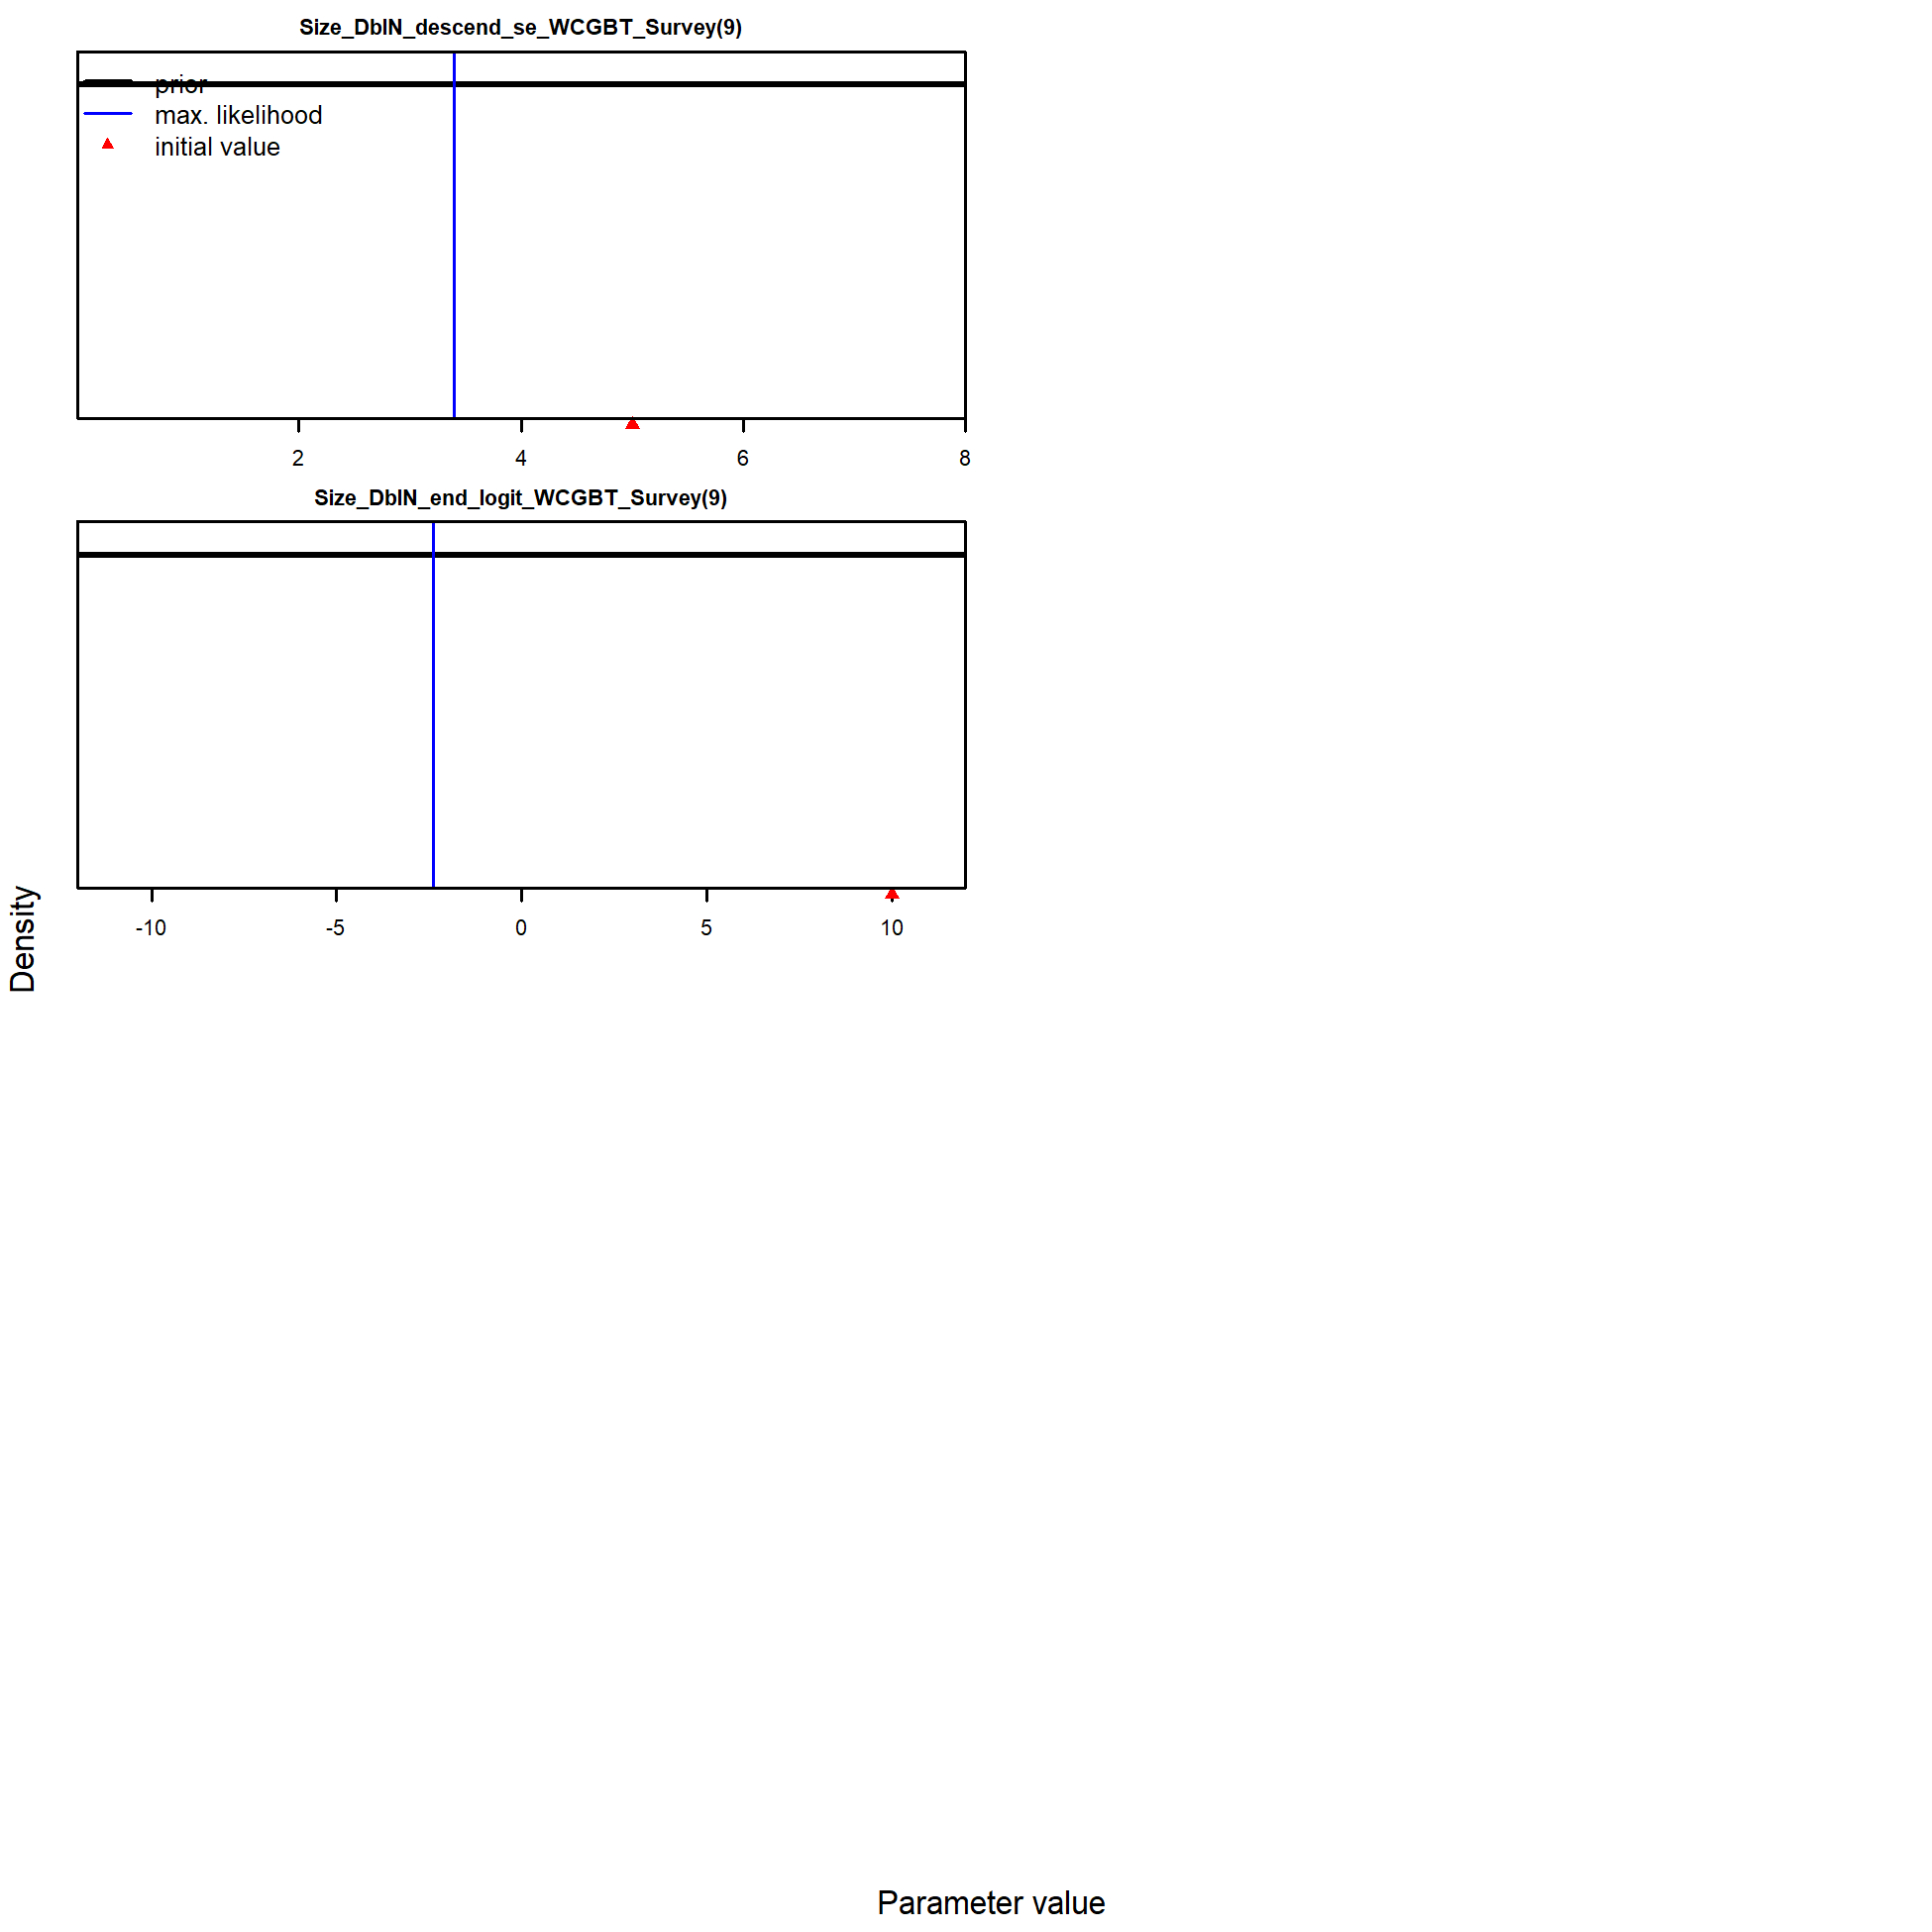 Size_DblN_descend_se_WCGBT_Survey(9)
prior
max. likelihood
initial value
2 4 6 8
Size_DblN_end_logit_WCGBT_Survey(9)
-10 -5 0 5 10
Density
Parameter value